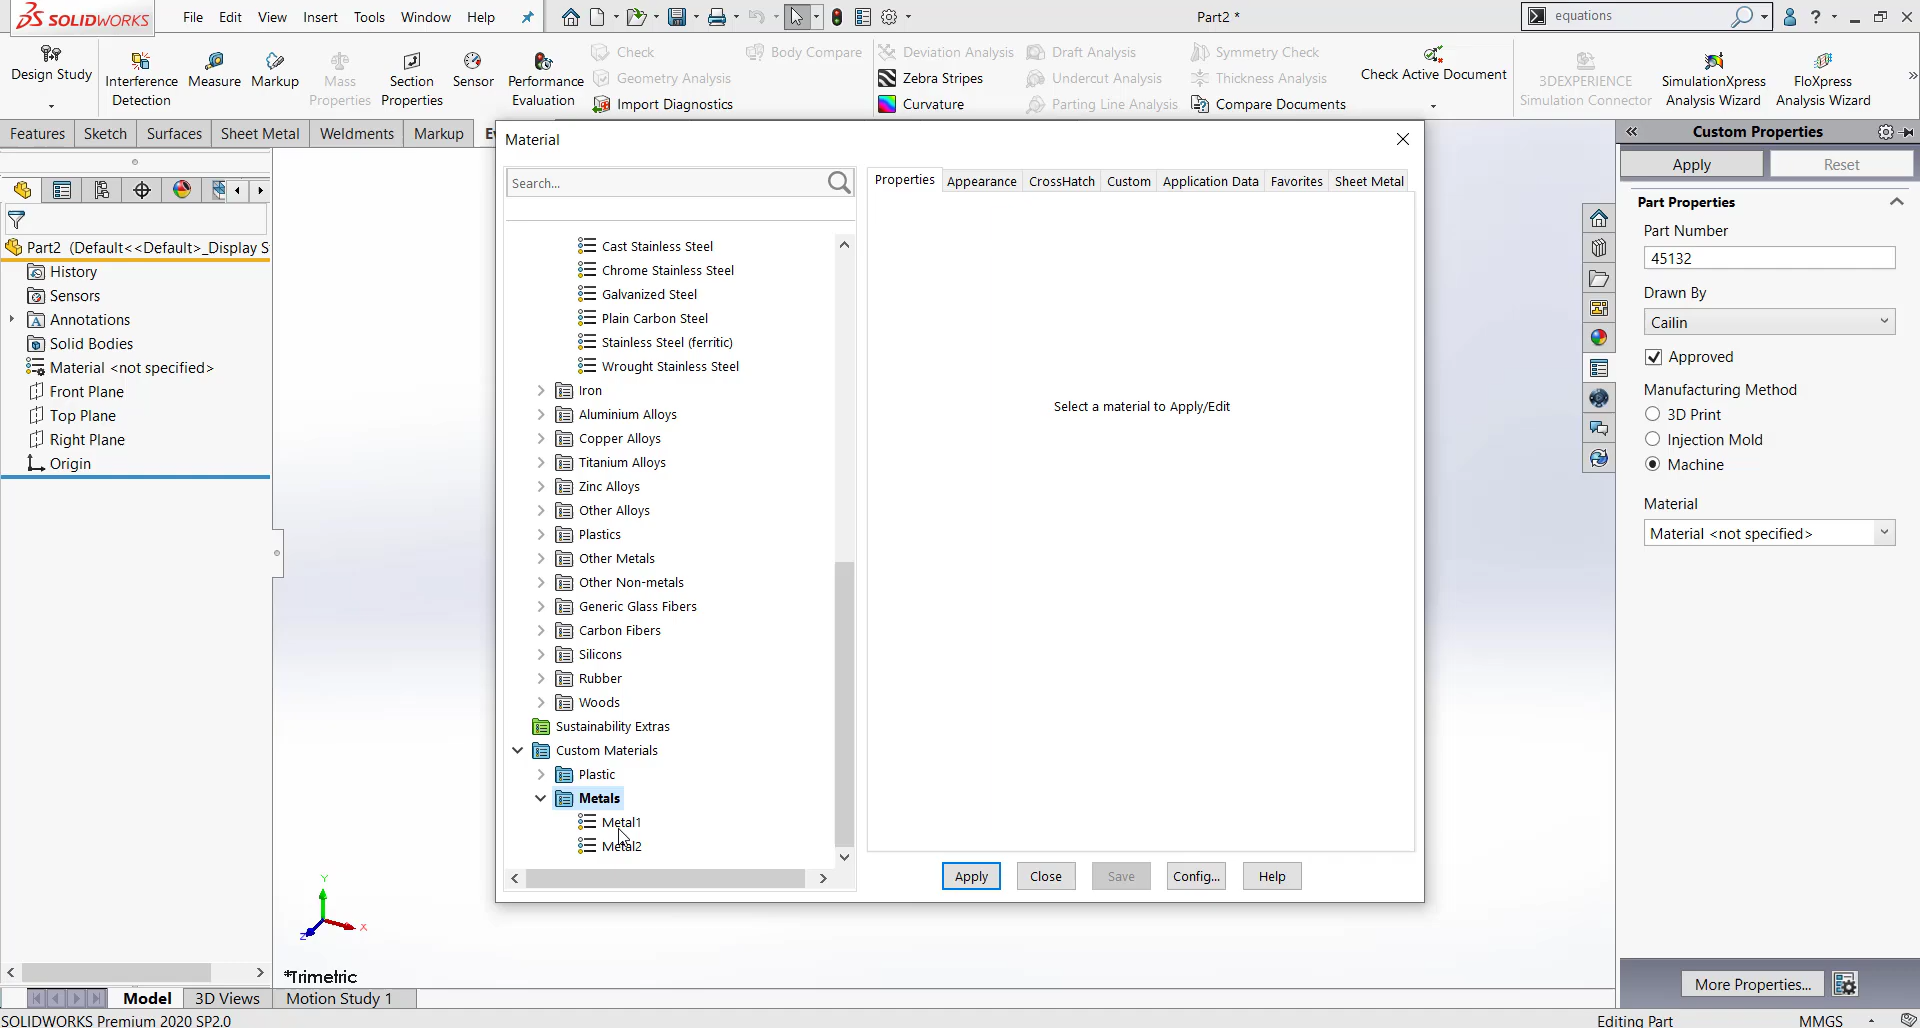 SOLIDWORKS
File Edit View Insert Tools Window Help
Part2 *
equations
Design Study
Interference Detection
Measure
Markup
Mass Properties
Section Properties
Sensor
Performance Evaluation
Check
Geometry Analysis
Import Diagnostics
Body Compare
Deviation Analysis
Zebra Stripes
Curvature
Draft Analysis
Undercut Analysis
Parting Line Analysis
Symmetry Check
Thickness Analysis
Compare Documents
Check Active Document
3DEXPERIENCE Simulation Connector
SimulationXpress Analysis Wizard
FloXpress Analysis Wizard
Features Sketch Surfaces Sheet Metal Weldments Markup
Part2 (Default<<Default>_Display S
History
Sensors
Annotations
Solid Bodies
Material <not specified>
Front Plane
Top Plane
Right Plane
Origin
Material
Search...
Cast Stainless Steel
Chrome Stainless Steel
Galvanized Steel
Plain Carbon Steel
Stainless Steel (ferritic)
Wrought Stainless Steel
Iron
Aluminium Alloys
Copper Alloys
Titanium Alloys
Zinc Alloys
Other Alloys
Plastics
Other Metals
Other Non-metals
Generic Glass Fibers
Carbon Fibers
Silicons
Rubber
Woods
Sustainability Extras
Custom Materials
Plastic
Metals
Metal1
Metal2
Properties Appearance CrossHatch Custom Application Data Favorites Sheet Metal
Select a material to Apply/Edit
Apply Close Save Config... Help
Custom Properties
Apply Reset
Part Properties
Part Number
45132
Drawn By
Cailin
Approved
Manufacturing Method
3D Print
Injection Mold
Machine
Material
Material <not specified>
More Properties...
Y
X
Z
*Trimetric
Model 3D Views Motion Study 1
SOLIDWORKS Premium 2020 SP2.0
Editing Part
MMGS